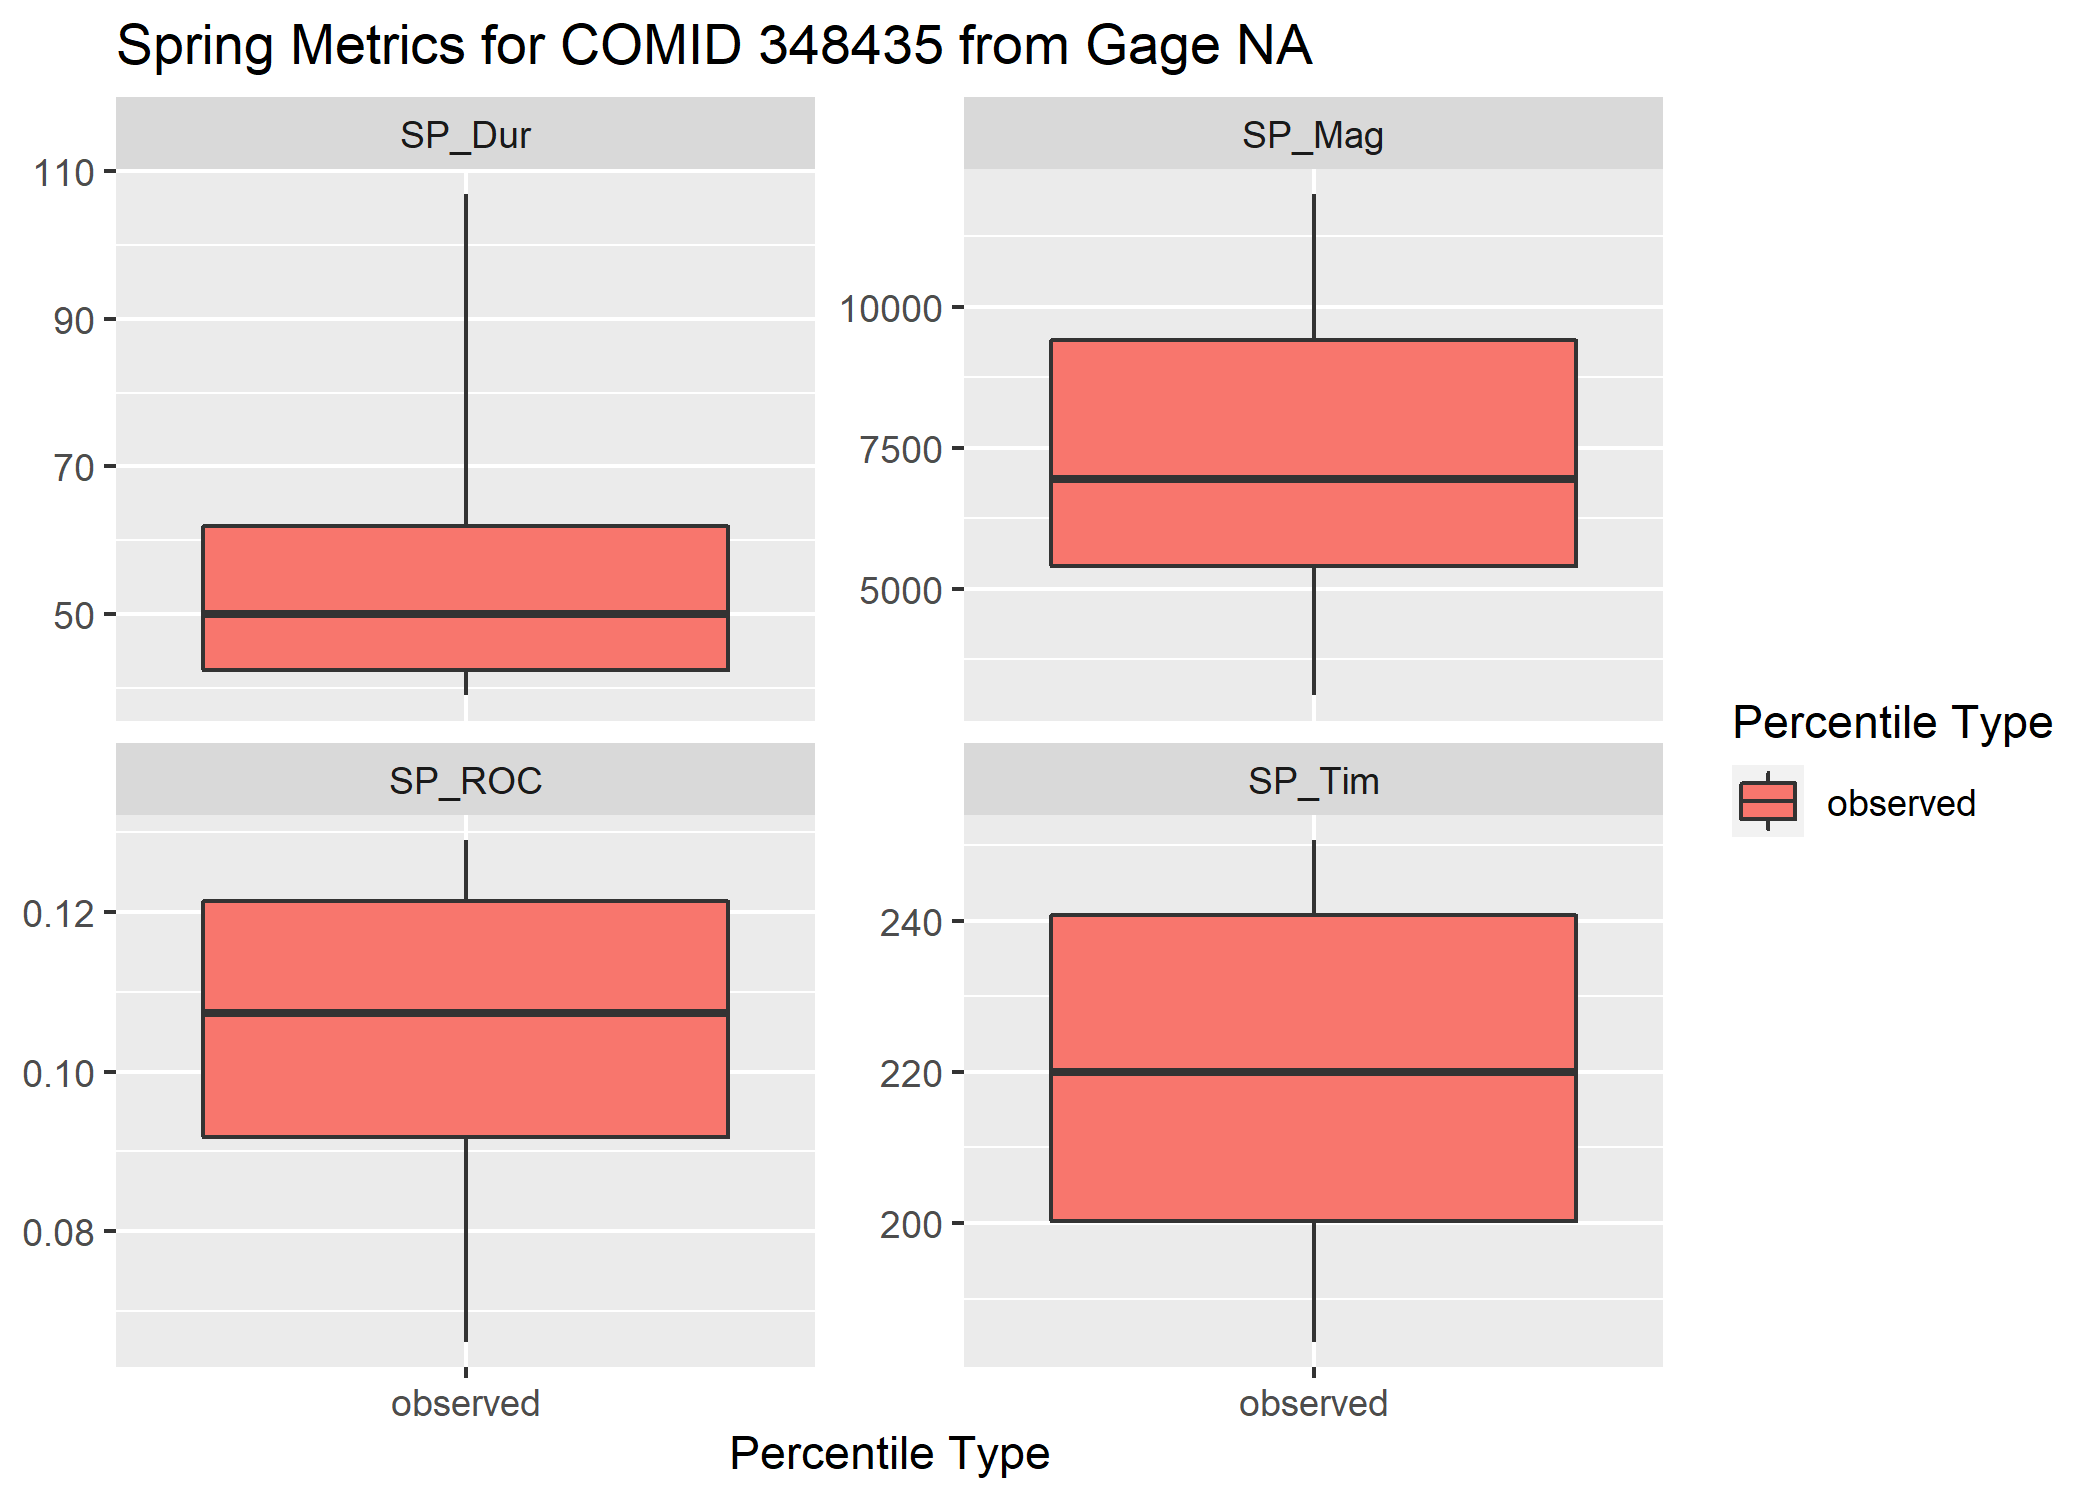 Spring Metrics for COMID 348435 from Gage NA
SP_Dur
SP_Mag
110
90
70
50
10000
7500
5000
SP_ROC
SP_Tim
0.12
0.10
0.08
240
220
200
observed
observed
Percentile Type
Percentile Type
observed